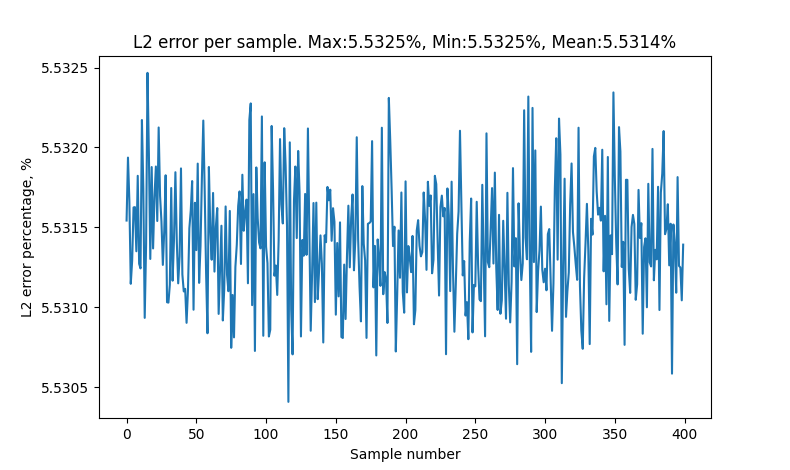 L2 error per sample. Max:5.5325%, Min:5.5325%, Mean:5.5314%
5.5325
5.5320
5.5315
5.5310
5.5305
L2 error percentage, %
0 50 100 150 200 250 300 350 400
Sample number